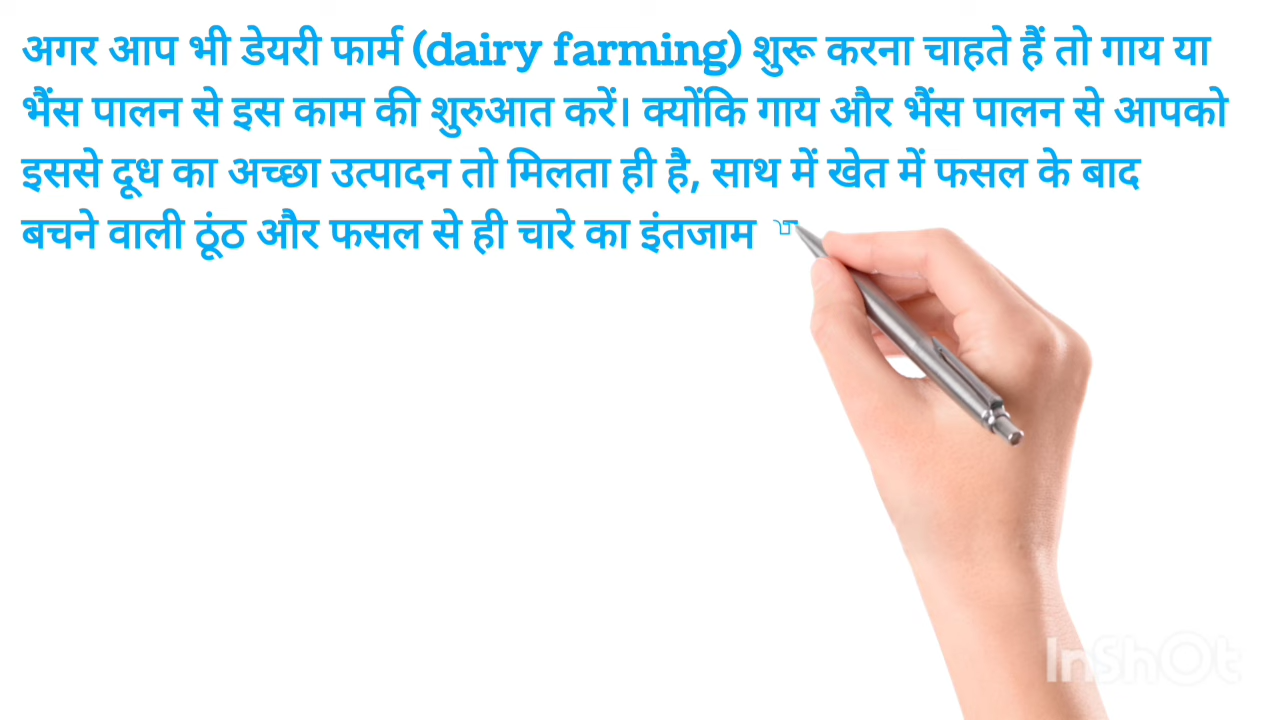 अगर आप भी डेयरी फार्म (dairy farming) शुरू करना चाहते हैं तो गाय या
भैंस पालन से इस काम की शुरुआत करें। क्योंकि गाय और भैंस पालन से आपको
इससे दूध का अच्छा उत्पादन तो मिलता ही है, साथ में खेत में फसल के बाद
बचने वाली ठूंठ और फसल से ही चारे का इंतजाम
InShOt